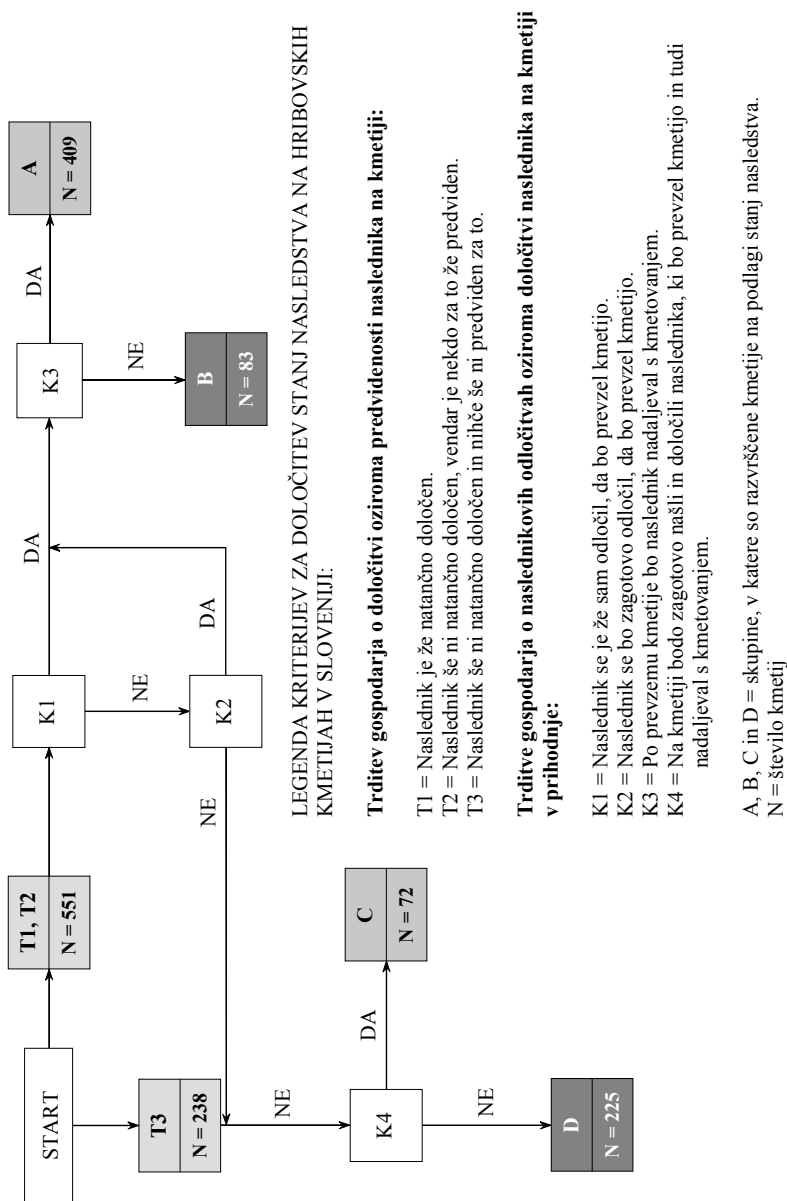 START
T1, T2
N = 551
K1
DA
K3
DA
A
N = 409
NE
B
N = 83
NE
K2
DA
NE
T3
N = 238
NE
K4
DA
C
N = 72
NE
D
N = 225
LEGENDA KRITERIJEV ZA DOLOČITEV STANJ NASLEDSTVA NA HRIBOVSKIH
KMETIJAH V SLOVENIJI:
Trditev gospodarja o določitvi oziroma predvidenosti naslednika na kmetiji:
T1 = Naslednik je že natančno določen.
T2 = Naslednik še ni natančno določen, vendar je nekdo za to že predviden.
T3 = Naslednik še ni natančno določen in nihče še ni predviden za to.
Trditve gospodarja o naslednikovih odločitvah oziroma določitvi naslednika na kmetiji
v prihodnje:
K1 = Naslednik se je že sam odločil, da bo prevzel kmetijo.
K2 = Naslednik se bo zagotovo odločil, da bo prevzel kmetijo.
K3 = Po prevzemu kmetije bo naslednik nadaljeval s kmetovanjem.
K4 = Na kmetiji bodo zagotovo našli in določili naslednika, ki bo prevzel kmetijo in tudi
nadaljeval s kmetovanjem.
A, B, C in D = skupine, v katere so razvrščene kmetije na podlagi stanj nasledstva.
N = število kmetij